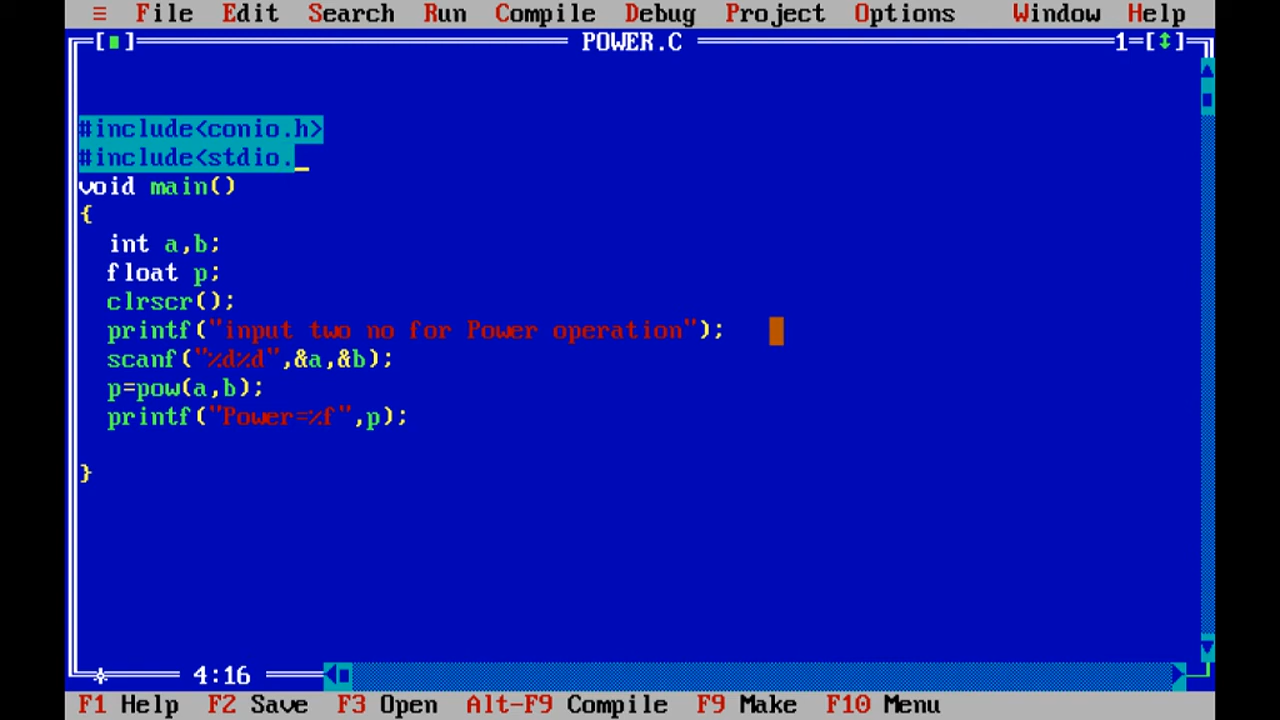 ≡ File Edit Search Run Compile Debug Project Options Window Help
[■] POWER.C 1=[↕]
#include<conio.h>
#include<stdio._
void main()
{
int a,b;
float p;
clrscr();
printf("input two no for Power operation");
scanf("%d%d",&a,&b);
p=pow(a,b);
printf("Power=%f",p);
}
* 4:16
F1 Help F2 Save F3 Open Alt-F9 Compile F9 Make F10 Menu